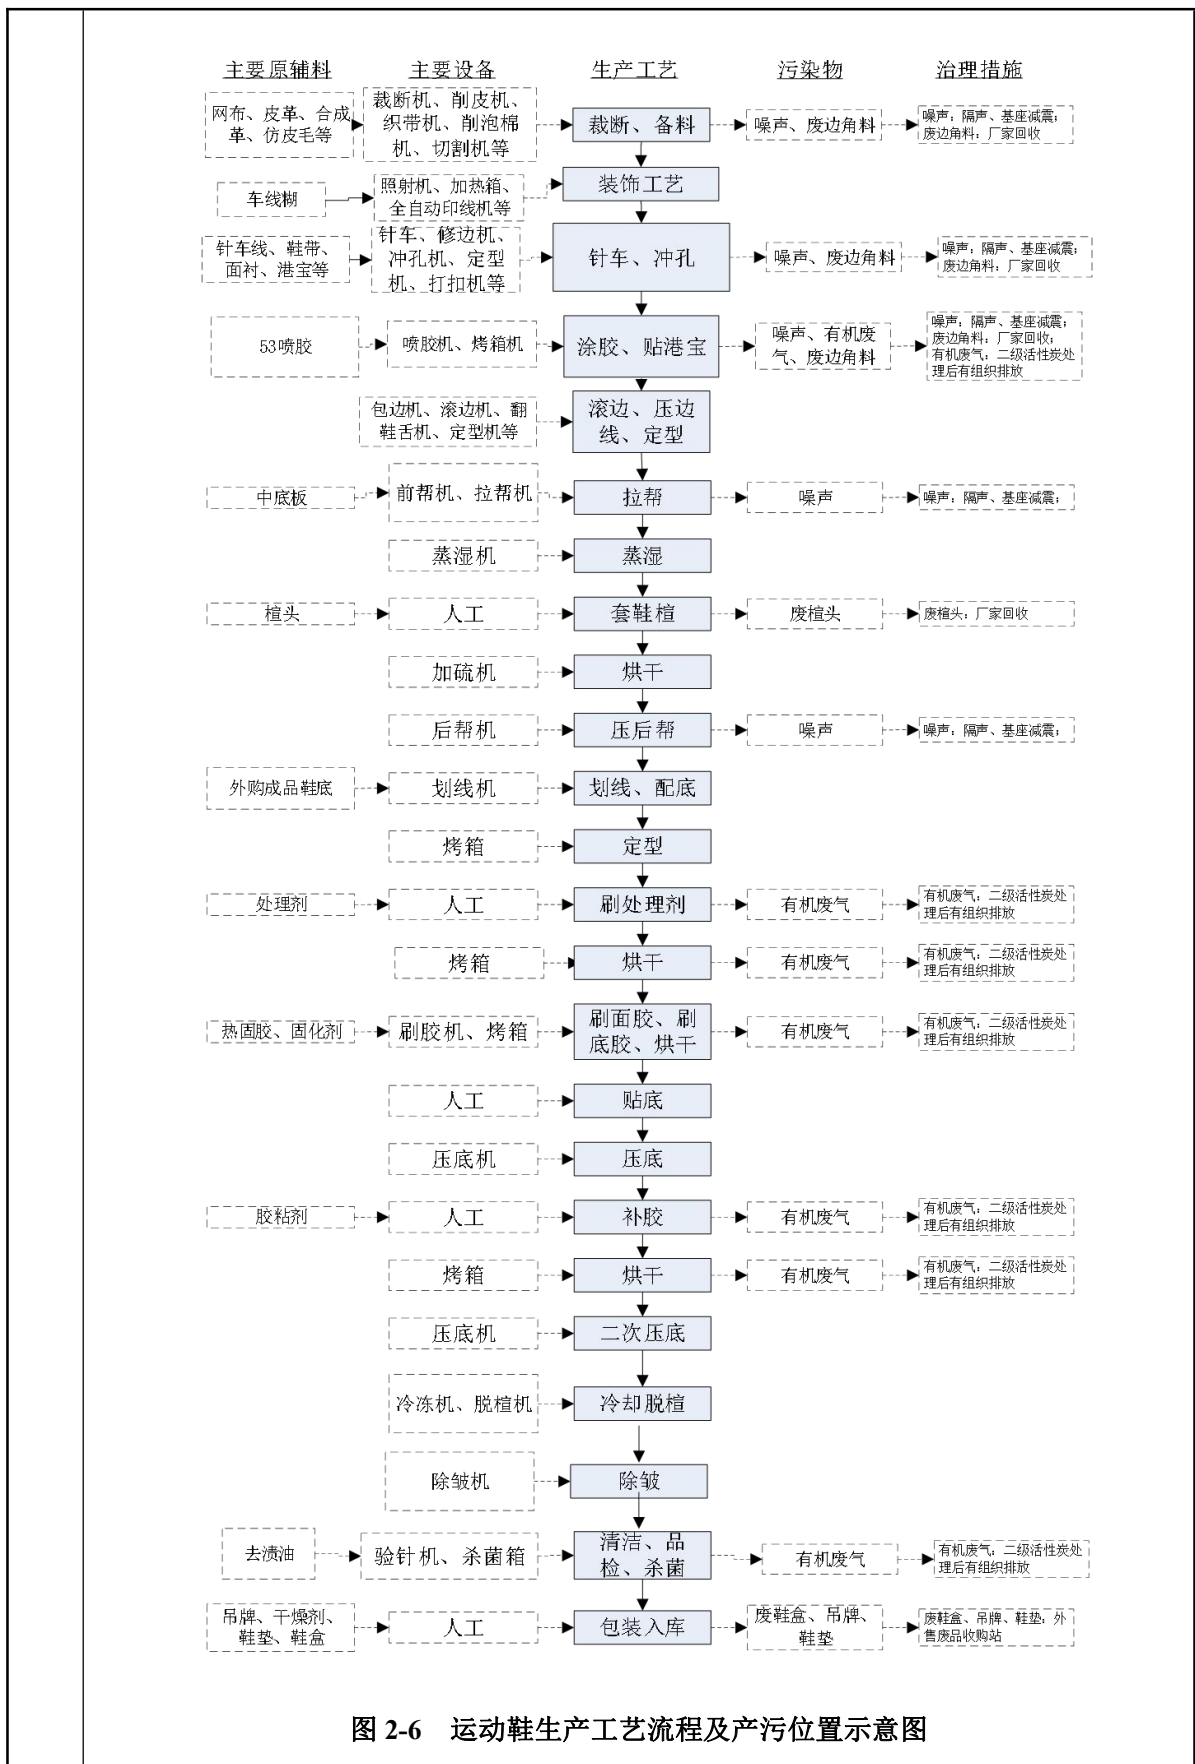 主要原辅料 主要设备 生产工艺 污染物 治理措施
网布、皮革、合成
革、仿皮毛等
裁断机、削皮机、
织带机、削泡棉
机、切割机等
裁断、备料
噪声、废边角料
噪声：隔声、基座减震；
废边角料：厂家回收
车线糊
照射机、加热箱、
全自动印线机等
装饰工艺
针车线、鞋带、
面衬、港宝等
针车、修边机、
冲孔机、定型
机、打扣机等
针车、冲孔
噪声、废边角料
噪声：隔声、基座减震；
废边角料：厂家回收
53喷胶
喷胶机、烤箱机
涂胶、贴港宝
噪声、有机废
气、废边角料
噪声：隔声、基座减震；
废边角料：厂家回收；
有机废气：二级活性炭处
理后有组织排放
包边机、滚边机、翻
鞋舌机、定型机等
滚边、压边
线、定型
中底板
前帮机、拉帮机
拉帮
噪声
噪声：隔声、基座减震；
蒸湿机
蒸湿
楦头
人工
套鞋楦
废楦头
废楦头：厂家回收
加硫机
烘干
后帮机
压后帮
噪声
噪声：隔声、基座减震；
外购成品鞋底
划线机
划线、配底
烤箱
定型
处理剂
人工
刷处理剂
有机废气
有机废气：二级活性炭处
理后有组织排放
烤箱
烘干
有机废气
有机废气：二级活性炭处
理后有组织排放
热固胶、固化剂
刷胶机、烤箱
刷面胶、刷
底胶、烘干
有机废气
有机废气：二级活性炭处
理后有组织排放
人工
贴底
压底机
压底
胶粘剂
人工
补胶
有机废气
有机废气：二级活性炭处
理后有组织排放
烤箱
烘干
有机废气
有机废气：二级活性炭处
理后有组织排放
压底机
二次压底
冷冻机、脱楦机
冷却脱楦
除皱机
除皱
去渍油
验针机、杀菌箱
清洁、品
检、杀菌
有机废气
有机废气：二级活性炭处
理后有组织排放
吊牌、干燥剂、
鞋垫、鞋盒
人工
包装入库
废鞋盒、吊牌、
鞋垫
废鞋盒、吊牌、鞋垫：外
售废品收购站
图 2-6 运动鞋生产工艺流程及产污位置示意图